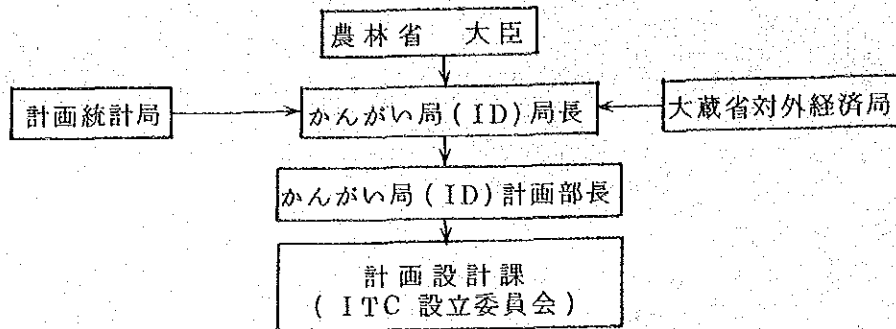 農林省 大臣
計画統計局
かんがい局(ID)局長
大蔵省対外経済局
かんがい局(ID)計画部長
計画設計課
(ITC 設立委員会)